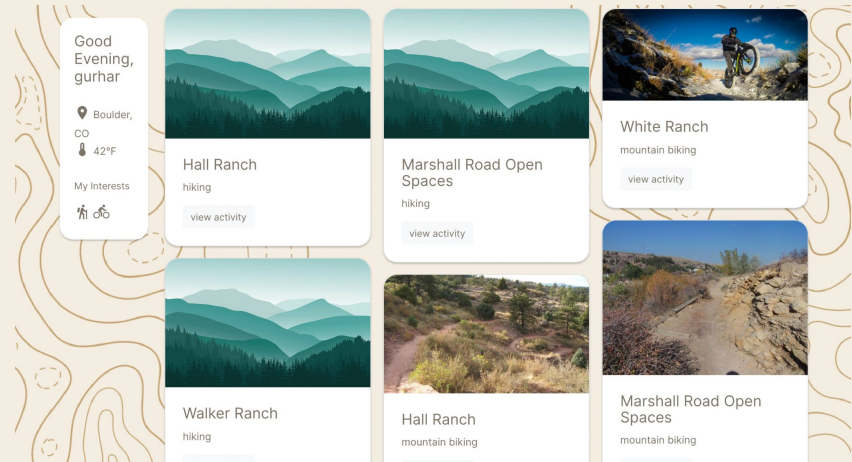 Good
Evening,
gurhar
Boulder,
CO
42°F
My Interests
Hall Ranch
hiking
view activity
Walker Ranch
hiking
Marshall Road Open
Spaces
hiking
view activity
Hall Ranch
mountain biking
White Ranch
mountain biking
view activity
Marshall Road Open
Spaces
mountain biking